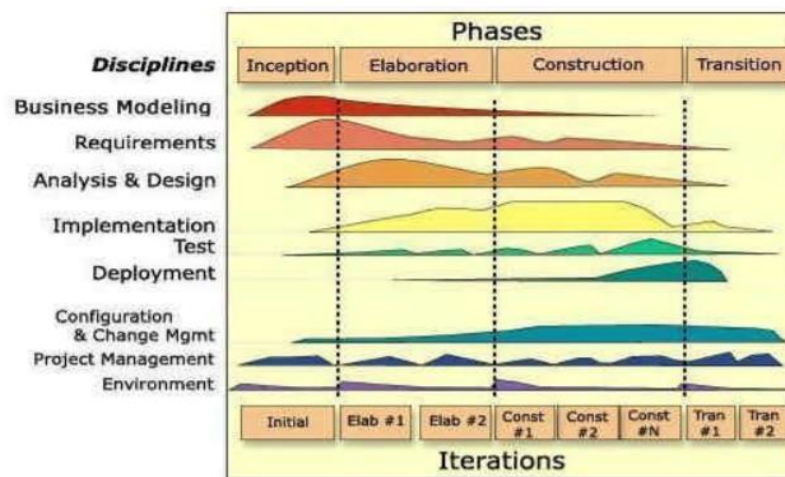 Phases
Disciplines
Inception
Elaboration
Construction
Transition
Business Modeling
Requirements
Analysis & Design
Implementation
Test
Deployment
Configuration
& Change Mgmt
Project Management
Environment
Initial
Elab #1
Elab #2
Const
#1
Const
#2
Const
#N
Tran
#1
Tran
#2
Iterations